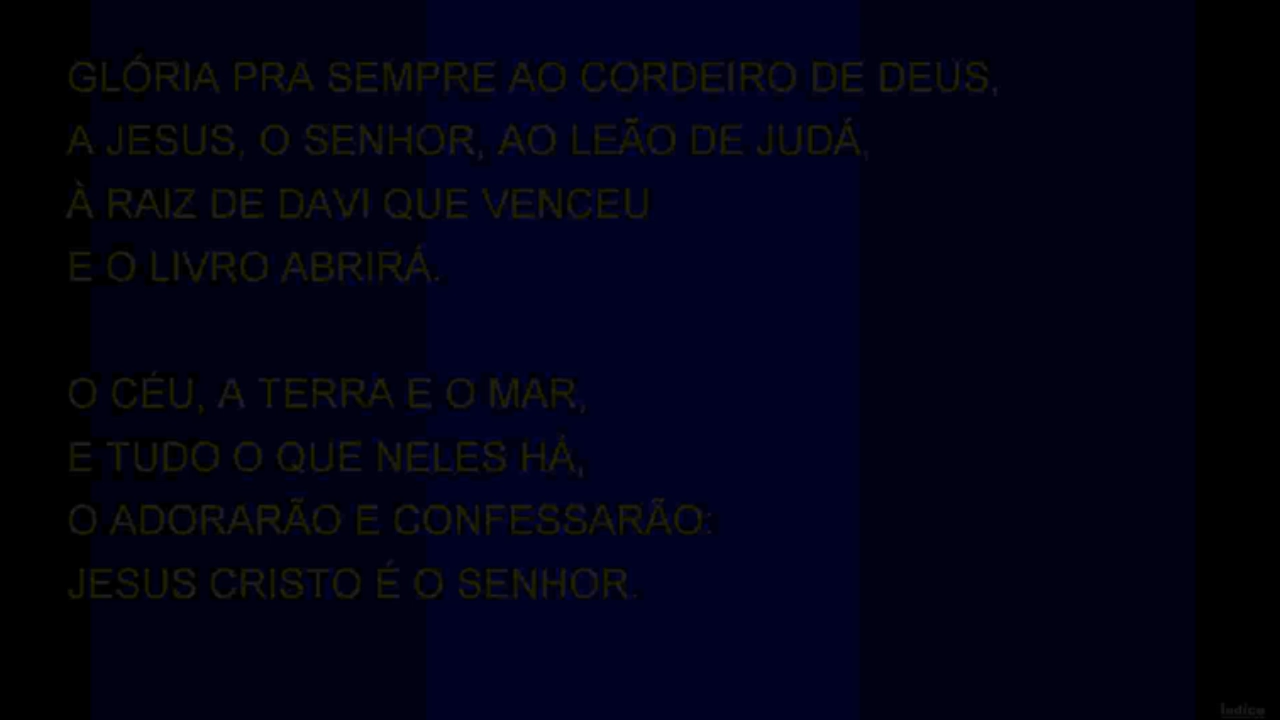 GLÓRIA PRA SEMPRE AO CORDEIRO DE DEUS,
A JESUS, O SENHOR, AO LEÃO DE JUDÁ,
À RAIZ DE DAVI QUE VENCEU
E O LIVRO ABRIRÁ.
O CÉU, A TERRA E O MAR,
E TUDO O QUE NELES HÁ,
O ADORARÃO E CONFESSARÃO:
JESUS CRISTO É O SENHOR.
Índice